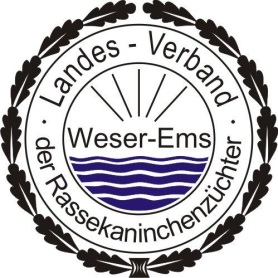 · Landes - Verband ·
Weser-Ems
der Rassekaninchenzüchter